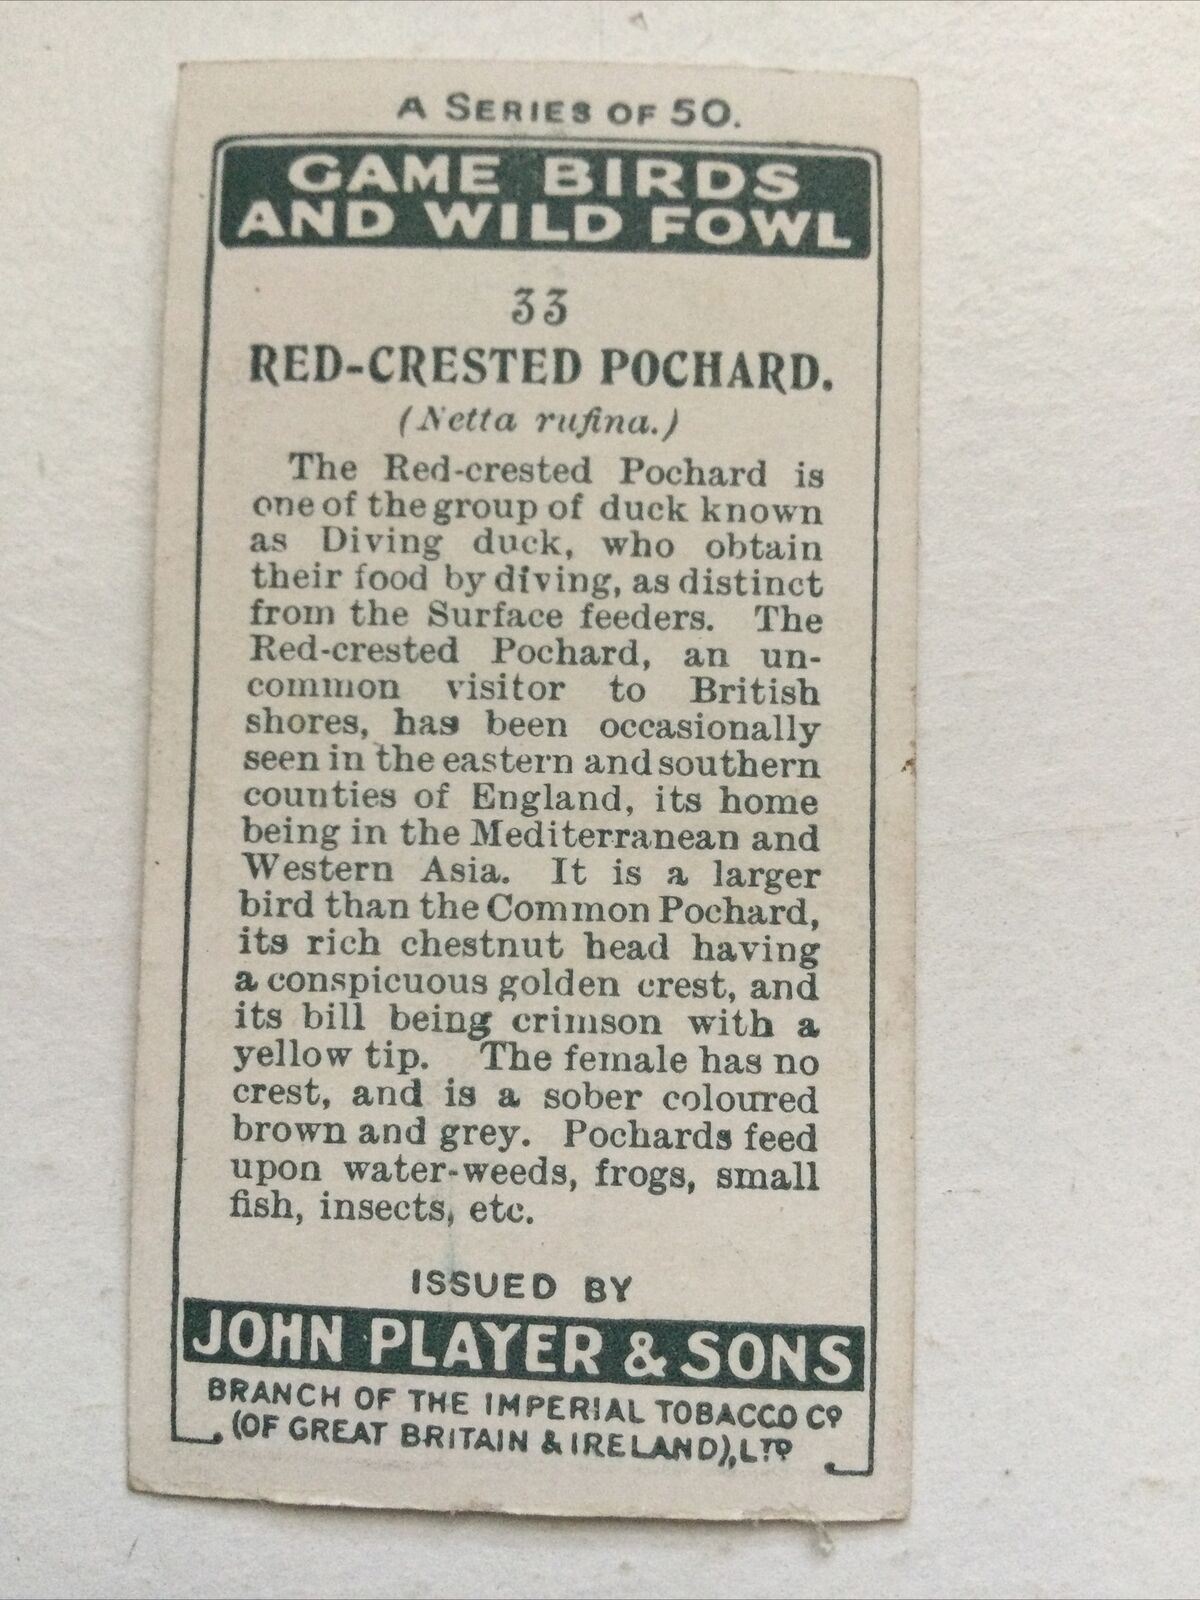 A SERIES OF 50.
GAME BIRDS
AND WILD FOWL
33
RED-CRESTED POCHARD.
(Netta rufina.)
The Red-crested Pochard is
one of the group of duck known
as Diving duck, who obtain
their food by diving, as distinct
from the Surface feeders. The
Red-crested Pochard, an un-
common visitor to British
shores, has been occasionally
seen in the eastern and southern
counties of England, its home
being in the Mediterranean and
Western Asia. It is a larger
bird than the Common Pochard,
its rich chestnut head having
a conspicuous golden crest, and
its bill being crimson with a
yellow tip. The female has no
crest, and is a sober coloured
brown and grey. Pochards feed
upon water-weeds, frogs, small
fish, insects, etc.
ISSUED BY
JOHN PLAYER & SONS
BRANCH OF THE IMPERIAL TOBACCO Cº
(OF GREAT BRITAIN & IRELAND), LTD